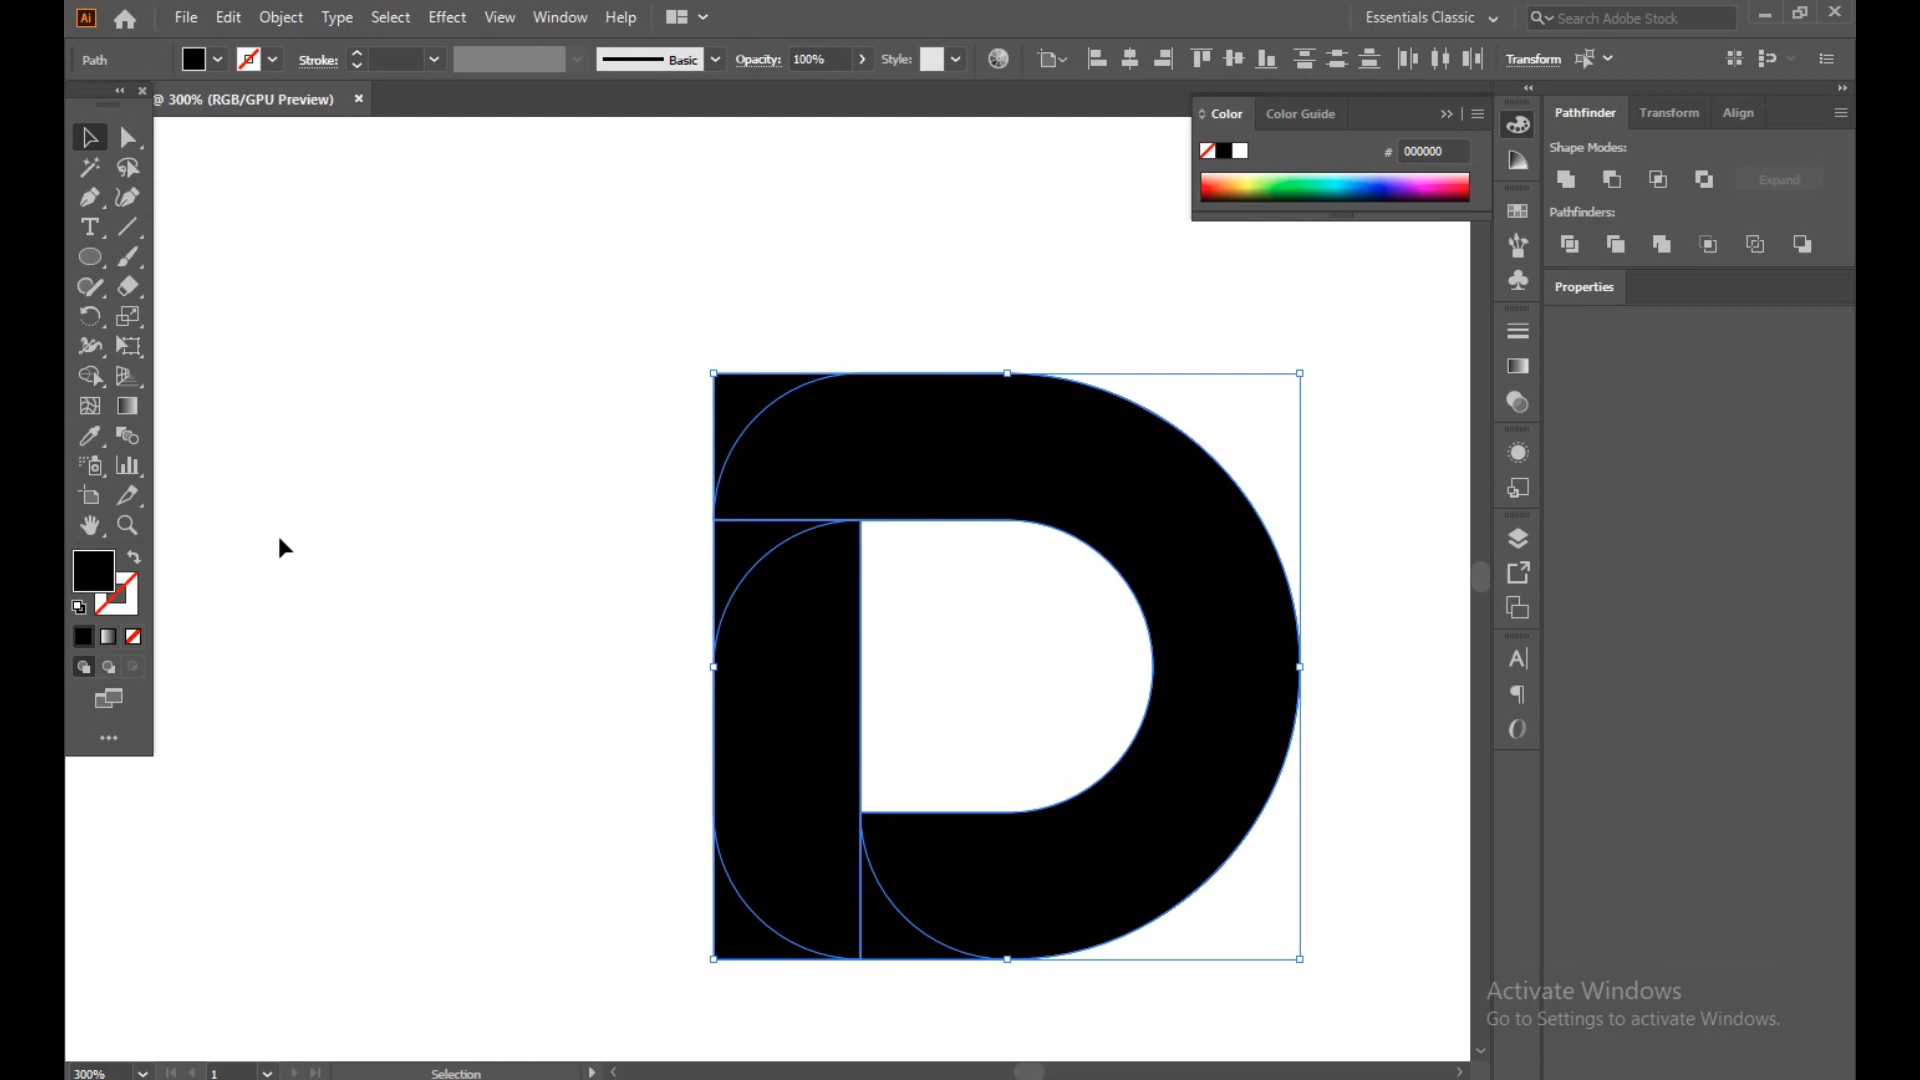 Ai File Edit Object Type Select Effect View Window Help Essentials Classic Search Adobe Stock
Path Stroke: Basic Opacity: 100% Style: Transform
@ 300% (RGB/GPU Preview)
Color Color Guide
# 000000
Pathfinder Transform Align
Shape Modes:
Expand
Pathfinders:
Properties
Activate Windows
Go to Settings to activate Windows.
300% 1 Selection